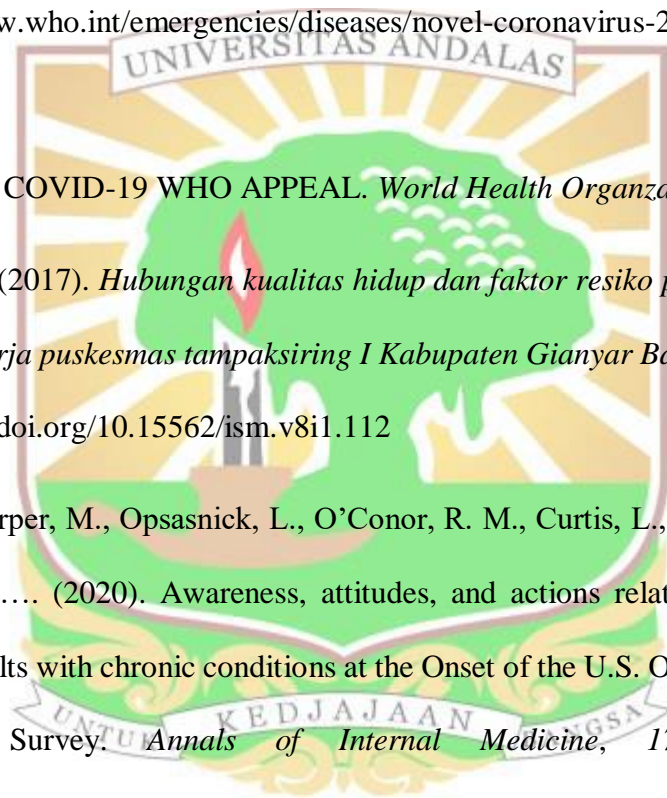 w.who.int/emergencies/diseases/novel-coronavirus-2
UNIVERSITAS ANDALAS
COVID-19 WHO APPEAL. World Health Organza
(2017). Hubungan kualitas hidup dan faktor resiko p
rja puskesmas tampaksiring I Kabupaten Gianyar Ba
doi.org/10.15562/ism.v8i1.112
rper, M., Opsasnick, L., O’Conor, R. M., Curtis, L.,
…. (2020). Awareness, attitudes, and actions relat
lts with chronic conditions at the Onset of the U.S. O
UNTUK KEDJAJAAN BANGSA
Survey. Annals of Internal Medicine, 17